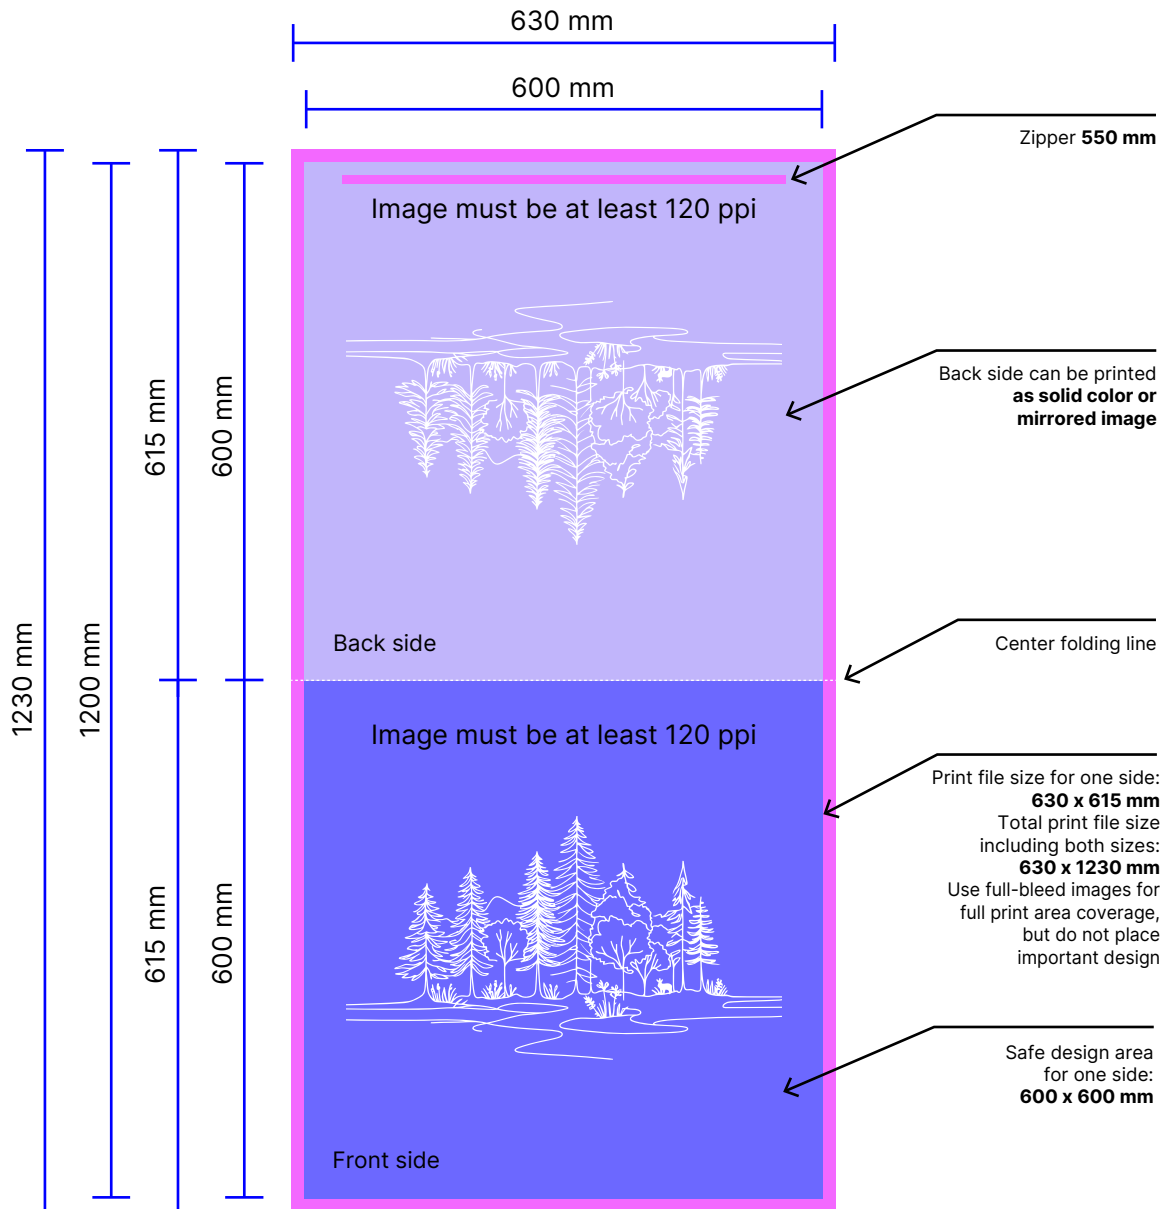 630 mm
600 mm
Zipper 550 mm
Image must be at least 120 ppi
Back side can be printed
as solid color or
mirrored image
615 mm
600 mm
1230 mm
1200 mm
Back side
Center folding line
Image must be at least 120 ppi
Print file size for one side:
630 x 615 mm
Total print file size
including both sizes:
630 x 1230 mm
Use full-bleed images for
full print area coverage,
but do not place
important design
615 mm
600 mm
Safe design area
for one side:
600 x 600 mm
Front side